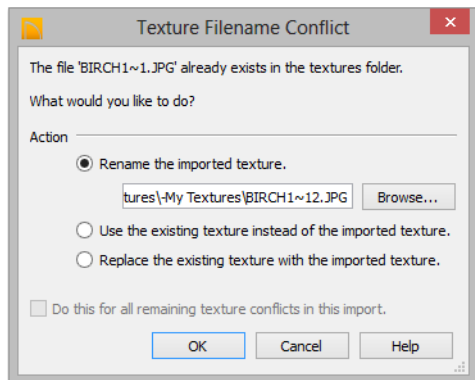 Texture Filename Conflict
The file 'BIRCH1~1.JPG' already exists in the textures folder.
What would you like to do?
Action
Rename the imported texture.
tures\-My Textures\BIRCH1~12.JPG Browse...
Use the existing texture instead of the imported texture.
Replace the existing texture with the imported texture.
Do this for all remaining texture conflicts in this import.
OK Cancel Help